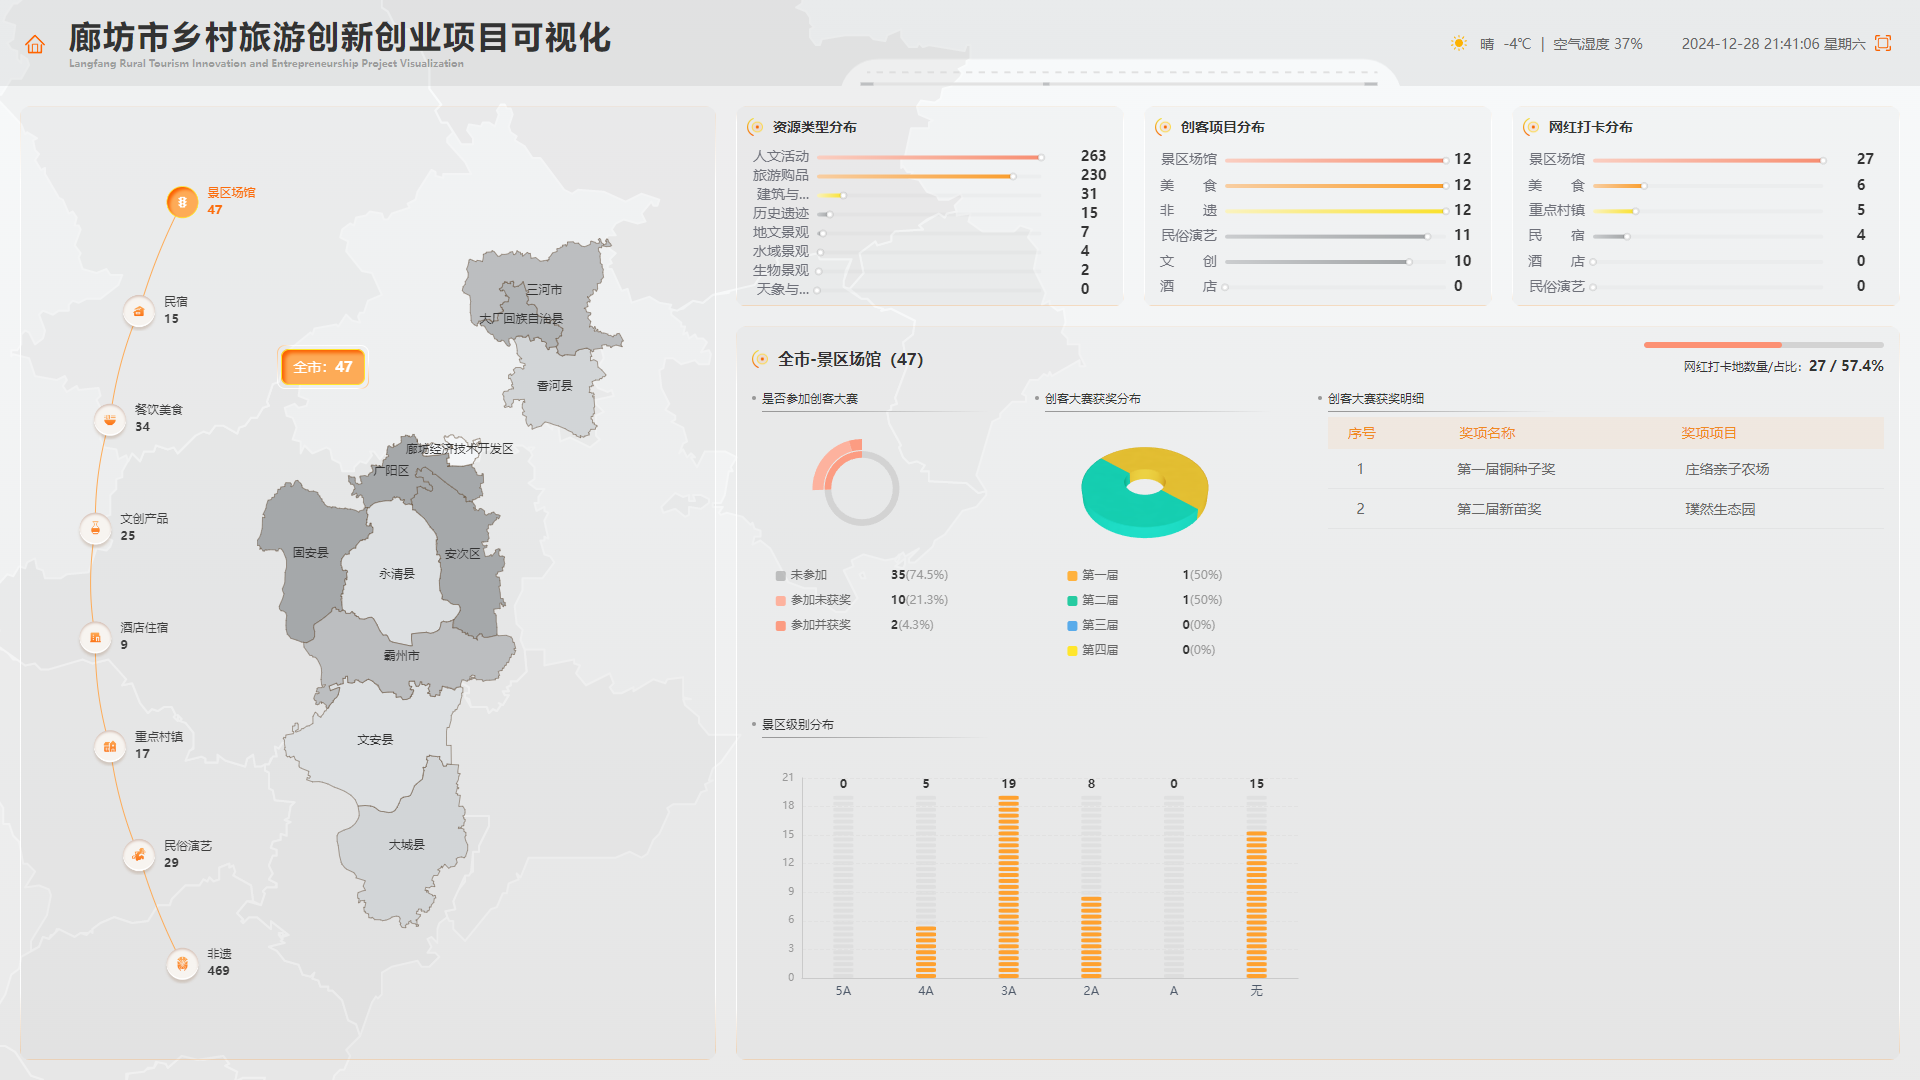 廊坊市乡村旅游创新创业项目可视化
Langfang Rural Tourism Innovation and Entrepreneurship Project Visualization
晴 -4℃ | 空气湿度 37%
2024-12-28 21:41:06 星期六
景区场馆
47
民宿
15
餐饮美食
34
文创产品
25
酒店住宿
9
重点村镇
17
民俗演艺
29
非遗
469
全市：47
三河市
大厂回族自治县
香河县
廊坊经济技术开发区
广阳区
固安县
安次区
永清县
霸州市
文安县
大城县
资源类型分布
人文活动 263
旅游购品 230
建筑与... 31
历史遗迹 15
地文景观 7
水域景观 4
生物景观 2
天象与... 0
创客项目分布
景区场馆 12
美 食 12
非 遗 12
民俗演艺 11
文 创 10
酒 店 0
网红打卡分布
景区场馆 27
美 食 6
重点村镇 5
民 宿 4
酒 店 0
民俗演艺 0
全市-景区场馆（47）
网红打卡地数量/占比：27 / 57.4%
是否参加创客大赛
未参加 35(74.5%)
参加未获奖 10(21.3%)
参加并获奖 2(4.3%)
创客大赛获奖分布
第一届 1(50%)
第二届 1(50%)
第三届 0(0%)
第四届 0(0%)
创客大赛获奖明细
序号 奖项名称 奖项项目
1 第一届铜种子奖 庄络亲子农场
2 第二届新苗奖 璞然生态园
景区级别分布
21
18
15
12
9
6
3
0
0 5 19 8 0 15
5A 4A 3A 2A A 无